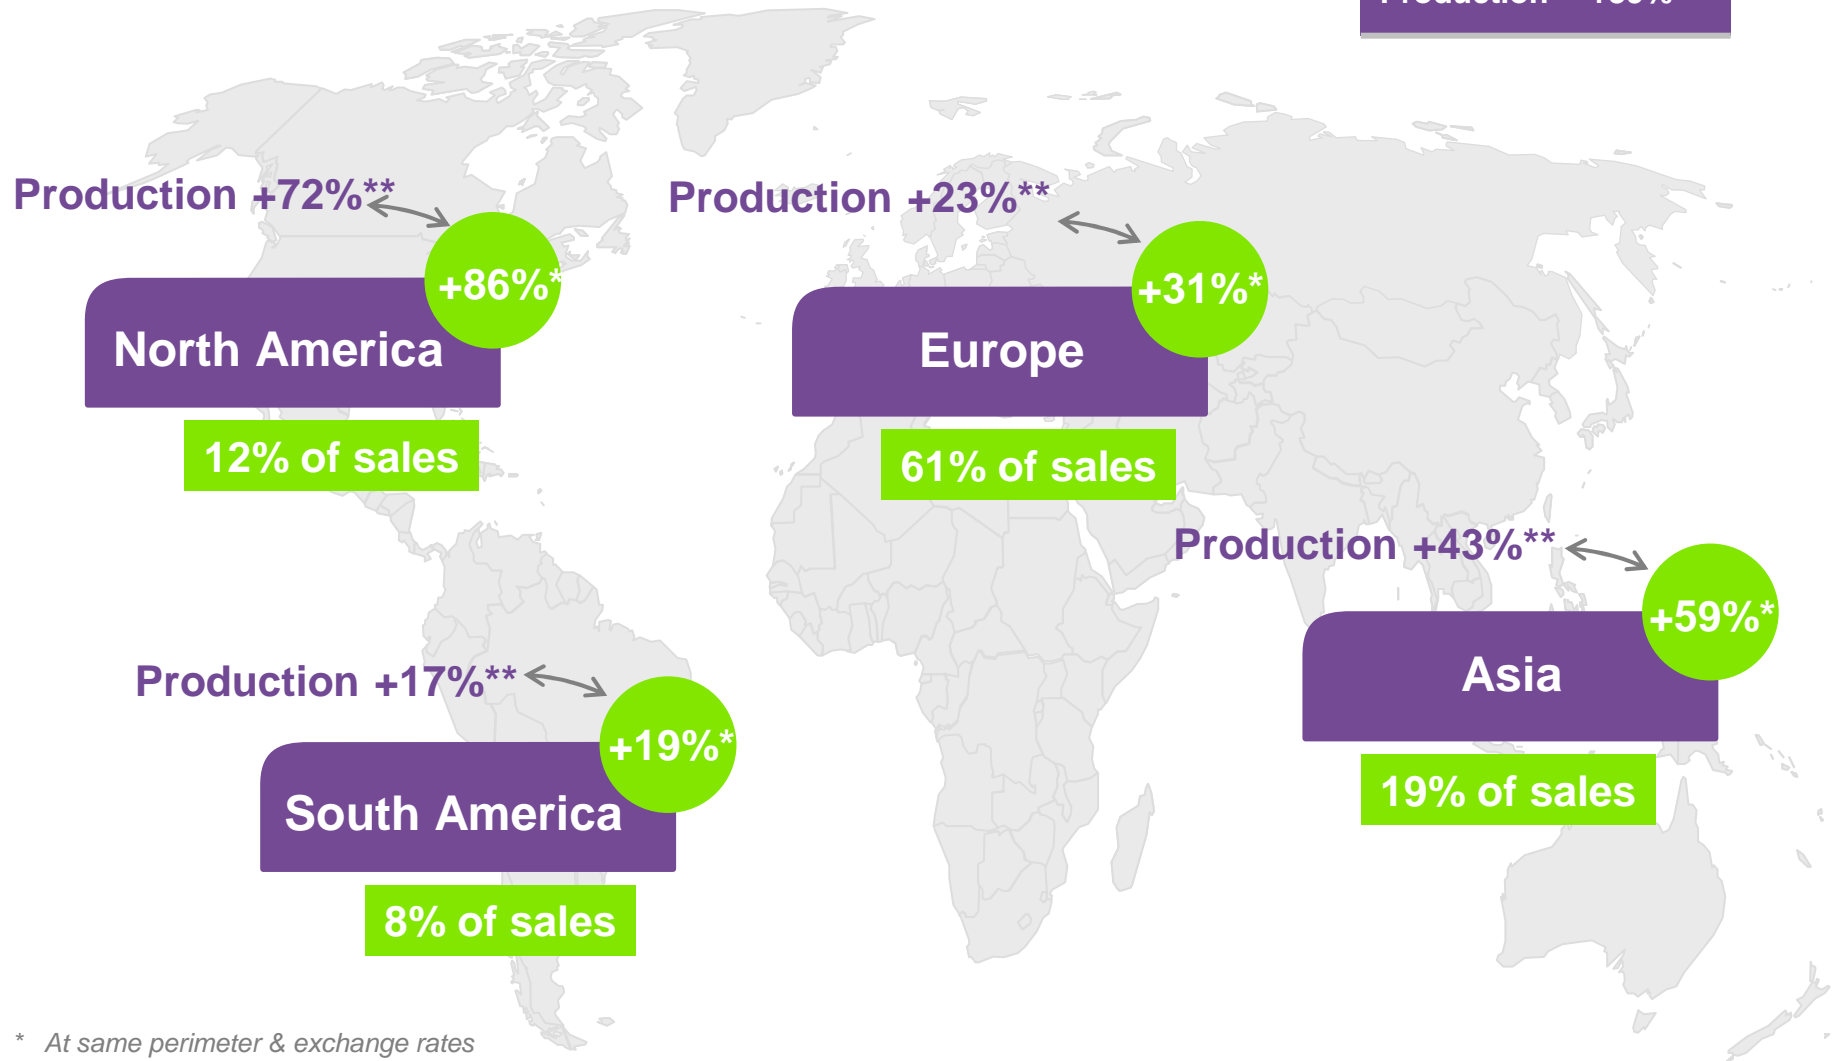 Production
Production +72%**
+86%*
North America
12% of sales
Production +23%**
+31%*
Europe
61% of sales
Production +43%**
+59%*
Asia
19% of sales
Production +17%**
+19%*
South America
8% of sales
* At same perimeter & exchange rates